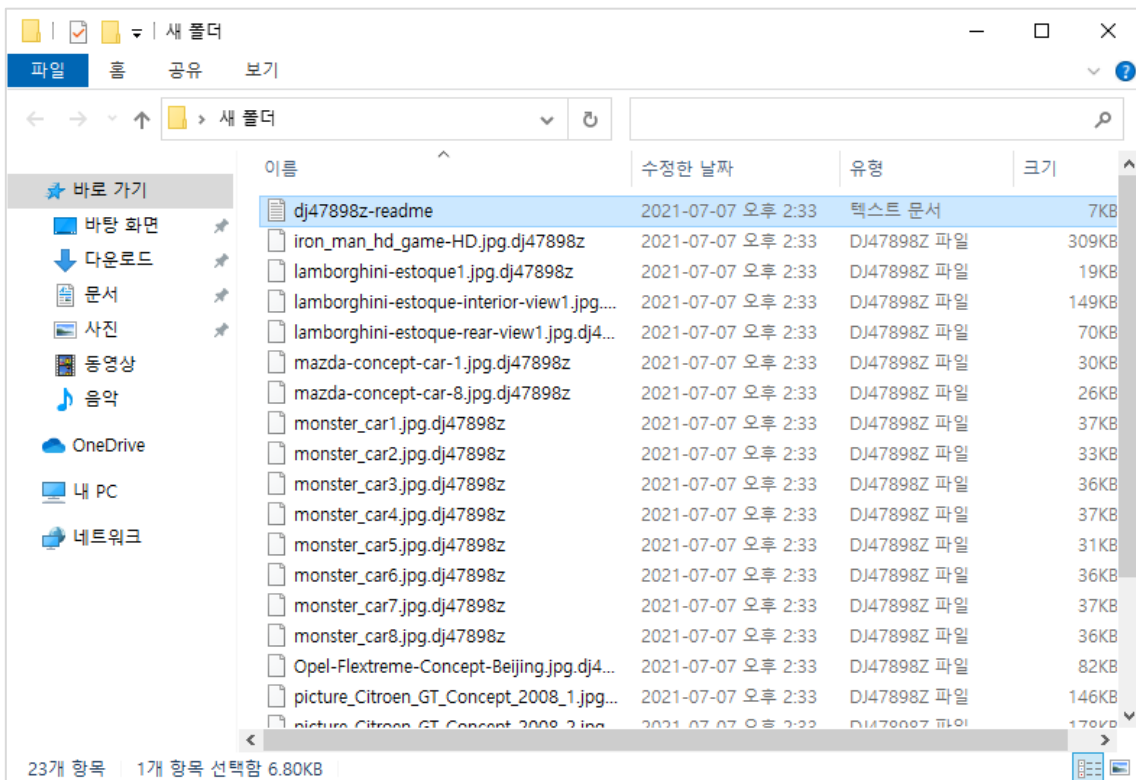 새 폴더
파일 홈 공유 보기
새 폴더
이름 수정한 날짜 유형 크기
바로 가기
바탕 화면
다운로드
문서
사진
동영상
음악
OneDrive
내 PC
네트워크
dj47898z-readme 2021-07-07 오후 2:33 텍스트 문서 7KB
iron_man_hd_game-HD.jpg.dj47898z 2021-07-07 오후 2:33 DJ47898Z 파일 309KB
lamborghini-estoque1.jpg.dj47898z 2021-07-07 오후 2:33 DJ47898Z 파일 19KB
lamborghini-estoque-interior-view1.jpg.... 2021-07-07 오후 2:33 DJ47898Z 파일 149KB
lamborghini-estoque-rear-view1.jpg.dj4... 2021-07-07 오후 2:33 DJ47898Z 파일 70KB
mazda-concept-car-1.jpg.dj47898z 2021-07-07 오후 2:33 DJ47898Z 파일 30KB
mazda-concept-car-8.jpg.dj47898z 2021-07-07 오후 2:33 DJ47898Z 파일 26KB
monster_car1.jpg.dj47898z 2021-07-07 오후 2:33 DJ47898Z 파일 37KB
monster_car2.jpg.dj47898z 2021-07-07 오후 2:33 DJ47898Z 파일 33KB
monster_car3.jpg.dj47898z 2021-07-07 오후 2:33 DJ47898Z 파일 36KB
monster_car4.jpg.dj47898z 2021-07-07 오후 2:33 DJ47898Z 파일 37KB
monster_car5.jpg.dj47898z 2021-07-07 오후 2:33 DJ47898Z 파일 31KB
monster_car6.jpg.dj47898z 2021-07-07 오후 2:33 DJ47898Z 파일 36KB
monster_car7.jpg.dj47898z 2021-07-07 오후 2:33 DJ47898Z 파일 37KB
monster_car8.jpg.dj47898z 2021-07-07 오후 2:33 DJ47898Z 파일 36KB
Opel-Flextreme-Concept-Beijing.jpg.dj4... 2021-07-07 오후 2:33 DJ47898Z 파일 82KB
picture_Citroen_GT_Concept_2008_1.jpg... 2021-07-07 오후 2:33 DJ47898Z 파일 146KB
picture_Citroen_GT_Concept_2008_2.jpg 2021-07-07 오후 2:33 DJ47898Z 파일 178KB
23개 항목 1개 항목 선택함 6.80KB